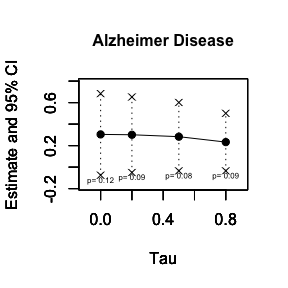 Alzheimer Disease
Estimate and 95% CI
0.6
0.2
-0.2
p= 0.12
p= 0.09
p= 0.08
p= 0.09
0.0
0.4
0.8
Tau